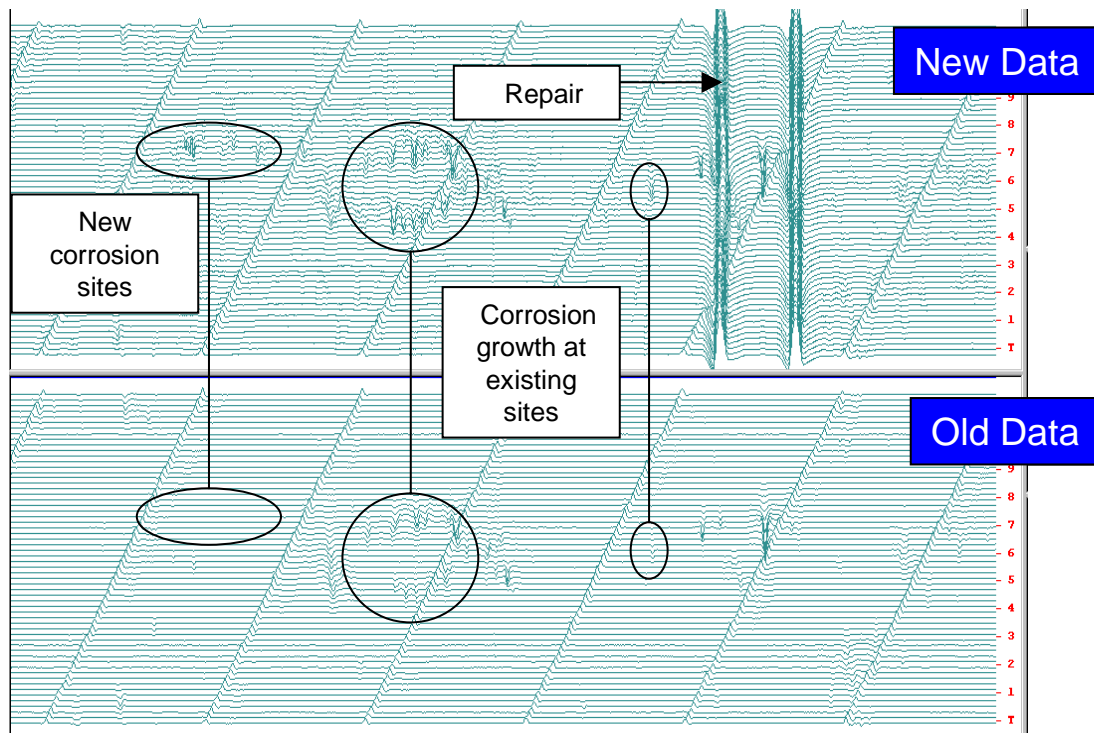 New Data
Repair
9
8
7
6
5
4
3
2
1
T
New
corrosion
sites
Corrosion
growth at
existing
sites
Old Data
9
8
7
6
5
4
3
2
1
T